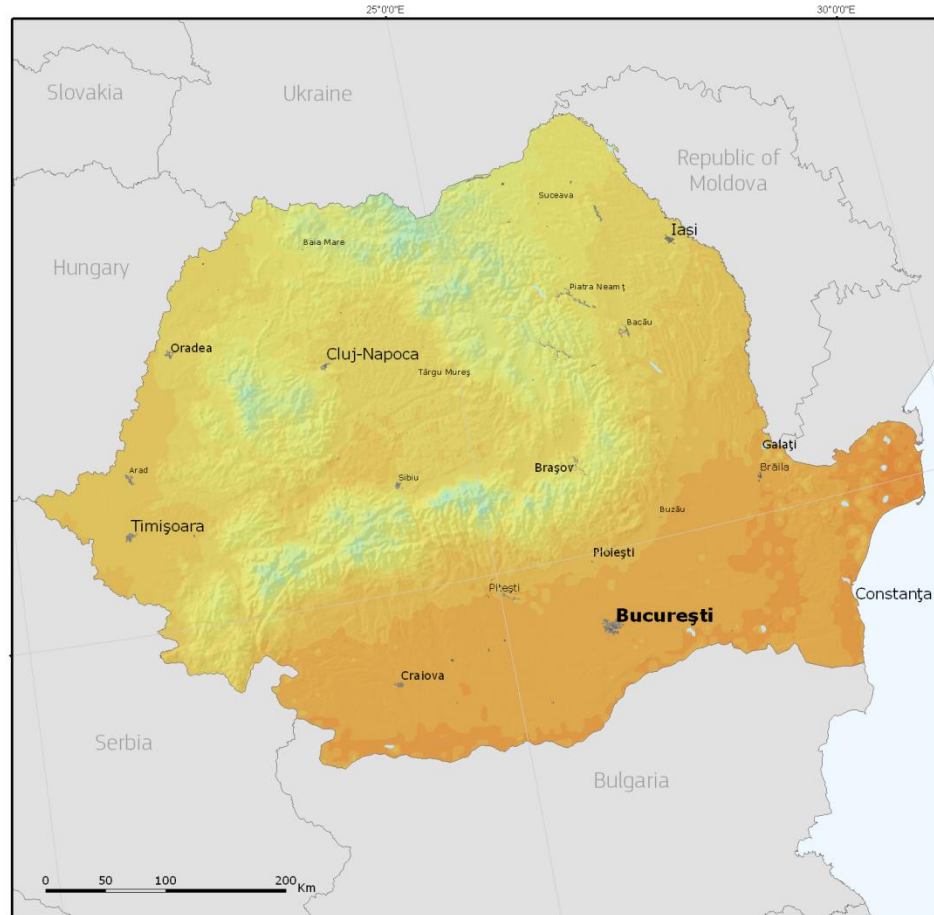 25°0'0"E
30°0'0"E
Slovakia
Ukraine
Republic of
Moldova
Suceava
Iași
Baia Mare
Hungary
Piatra Neamţ
Bacău
Oradea
Cluj-Napoca
Târgu Mureş
Galaţi
Braşov
Brăila
Arad
Sibiu
Buzău
Timişoara
Ploieşti
Piteşti
Constanţa
Bucureşti
Craiova
Serbia
Bulgaria
0 50 100 200 Km